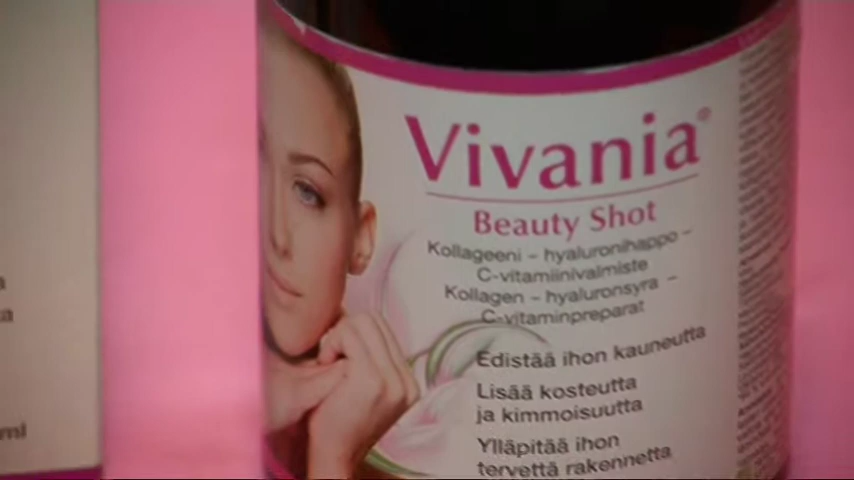 Vivania®
Beauty Shot
Kollageeni – hyaluronihappo –
C-vitamiinivalmiste
Kollagen – hyaluronsyra –
C-vitaminpreparat
Edistää ihon kauneutta
Lisää kosteutta
ja kimmoisuutta
Ylläpitää ihon
tervettä rakennetta